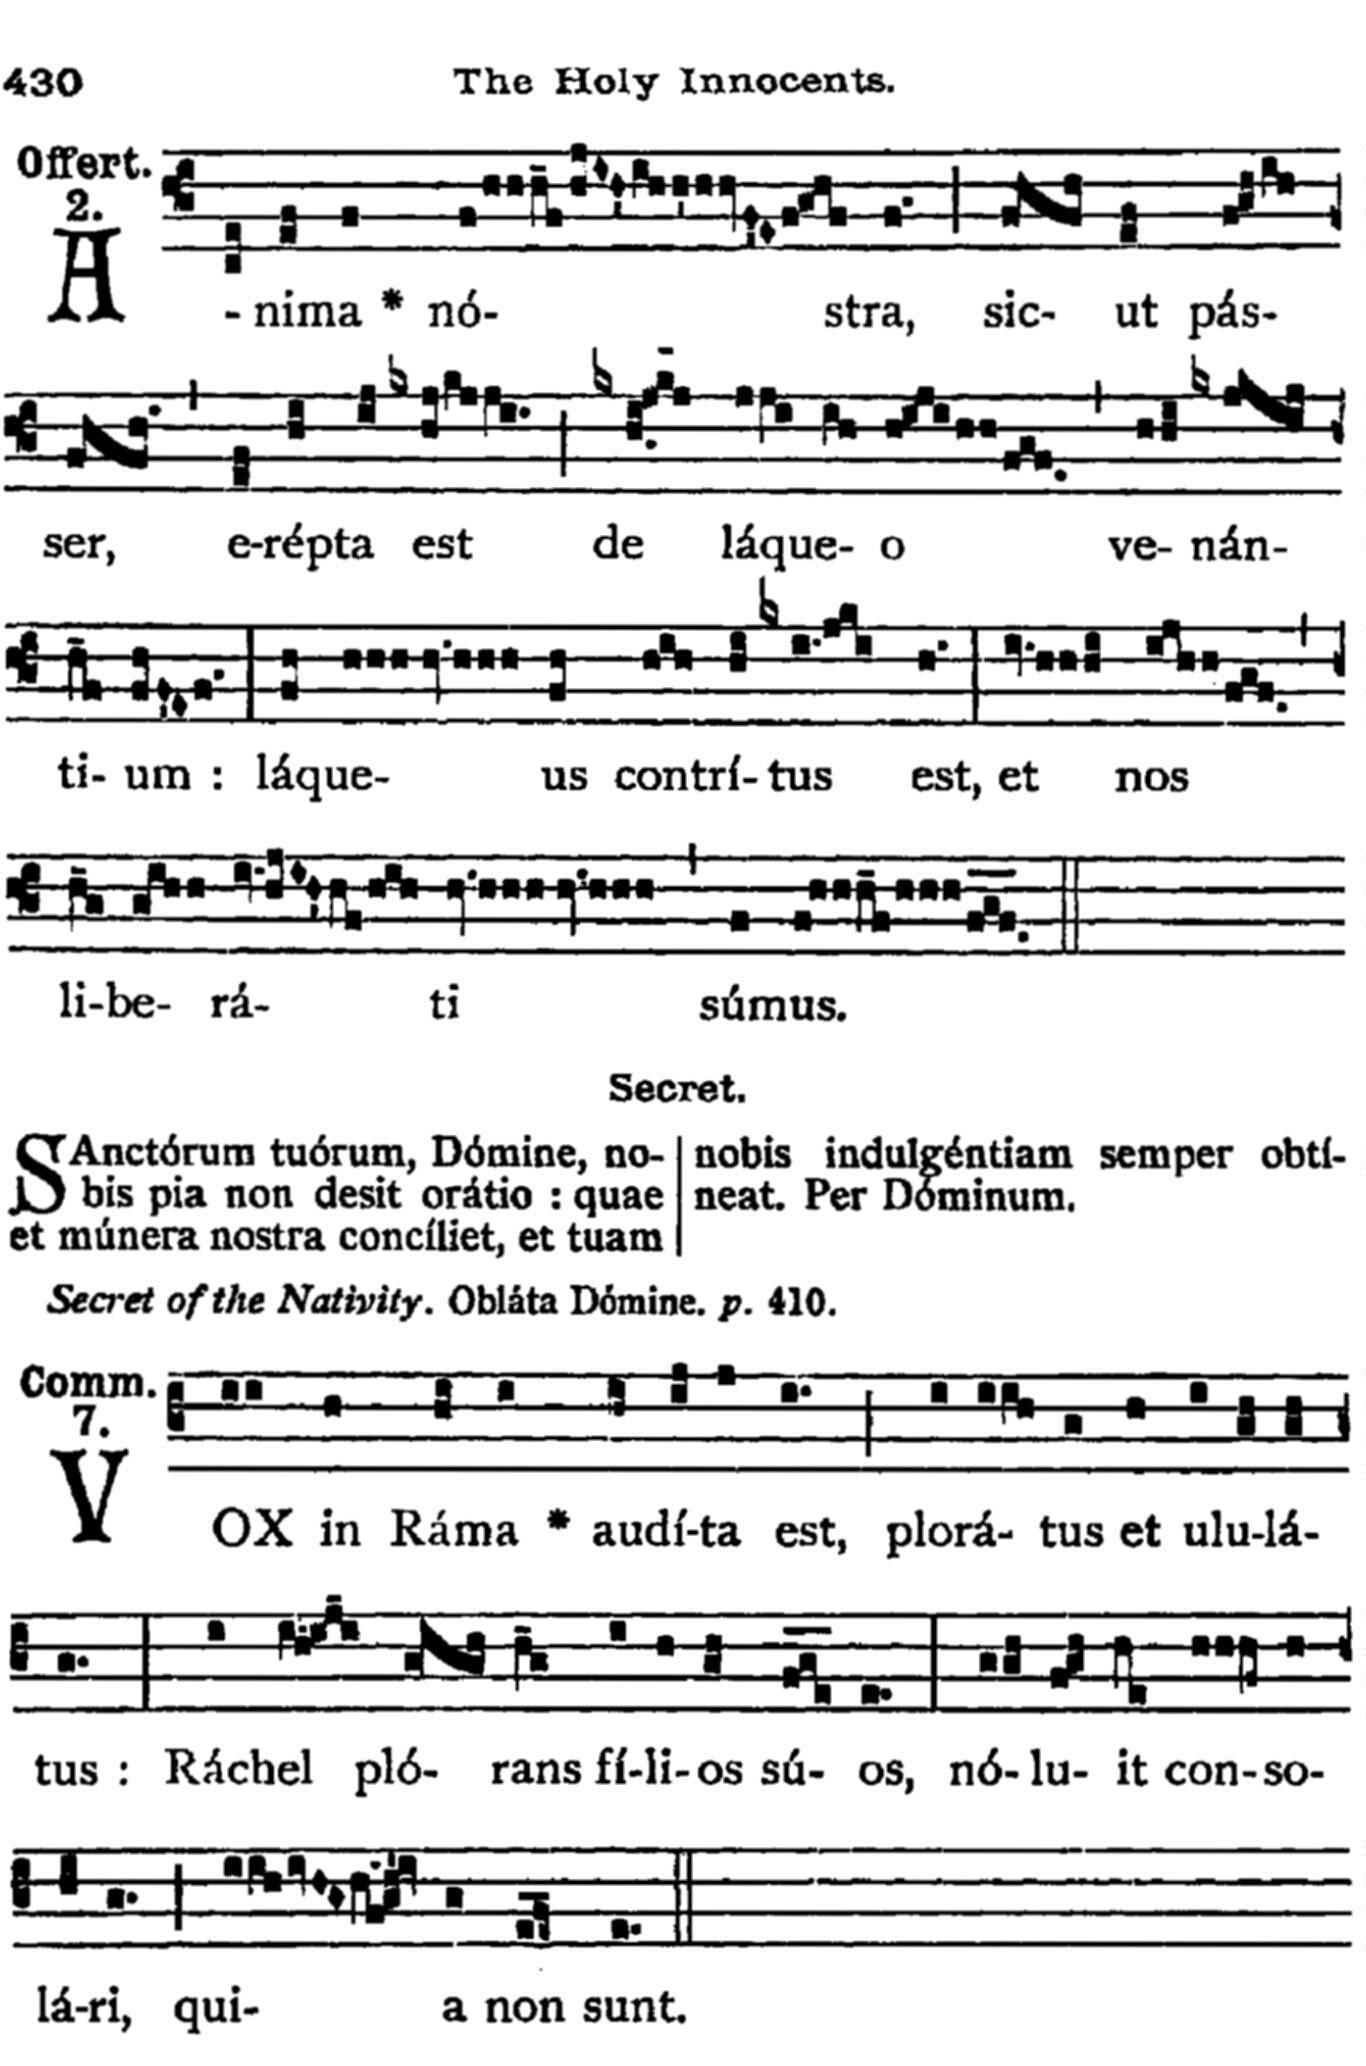 430 The Holy Innocents.
Offert.
2.
A - nima * nó- stra, sic- ut pás-
ser, e-répta est de láque- o ve- nán-
ti- um : láque- us contrí- tus est, et nos
li-be- rá- ti súmus.
Secret.
SAnctórum tuórum, Dómine, no-
bis pia non desit orátio : quae
et múnera nostra concíliet, et tuam
nobis indulgéntiam semper obtí-
neat. Per Dóminum.
Secret of the Nativity. Obláta Dómine. p. 410.
Comm.
7.
VOX in Ráma * audí-ta est, plorá- tus et ulu-lá-
tus : Ráchel pló- rans fí-li-os sú- os, nó- lu- it con-so-
lá-ri, qui- a non sunt.